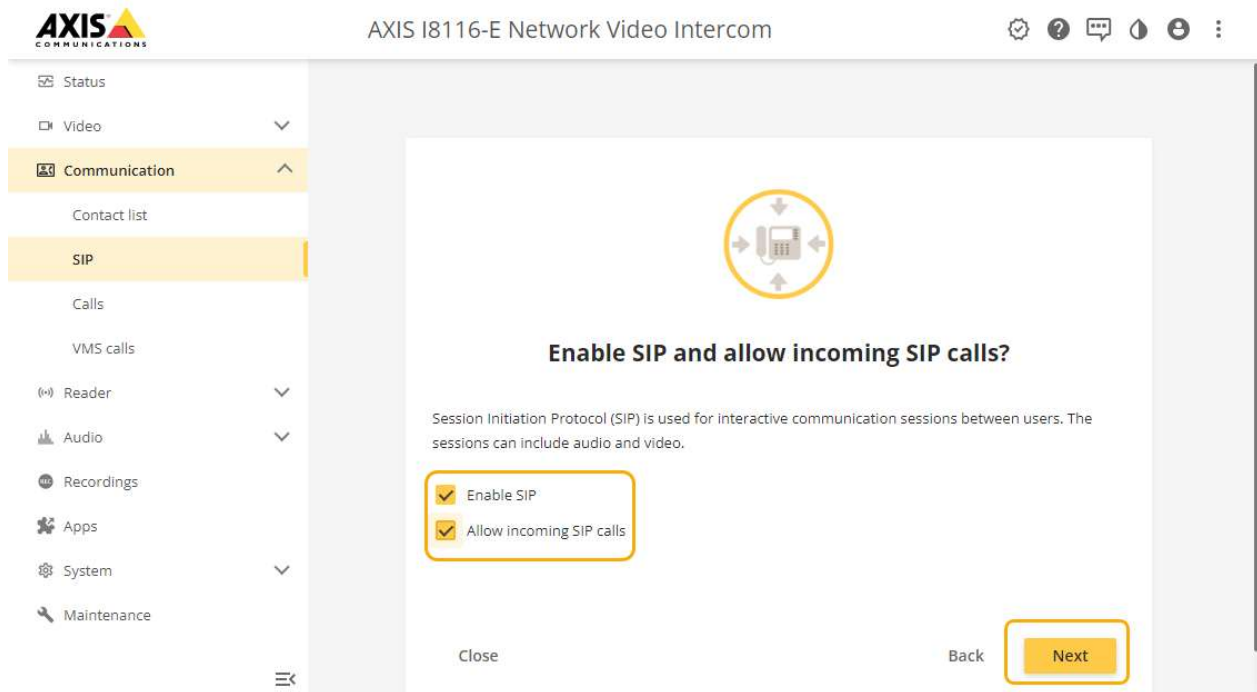 AXIS
COMMUNICATIONS
AXIS I8116-E Network Video Intercom
Status
Video
Communication
Contact list
SIP
Calls
VMS calls
Reader
Audio
Recordings
Apps
System
Maintenance
Enable SIP and allow incoming SIP calls?
Session Initiation Protocol (SIP) is used for interactive communication sessions between users. The
sessions can include audio and video.
Enable SIP
Allow incoming SIP calls
Close
Back
Next